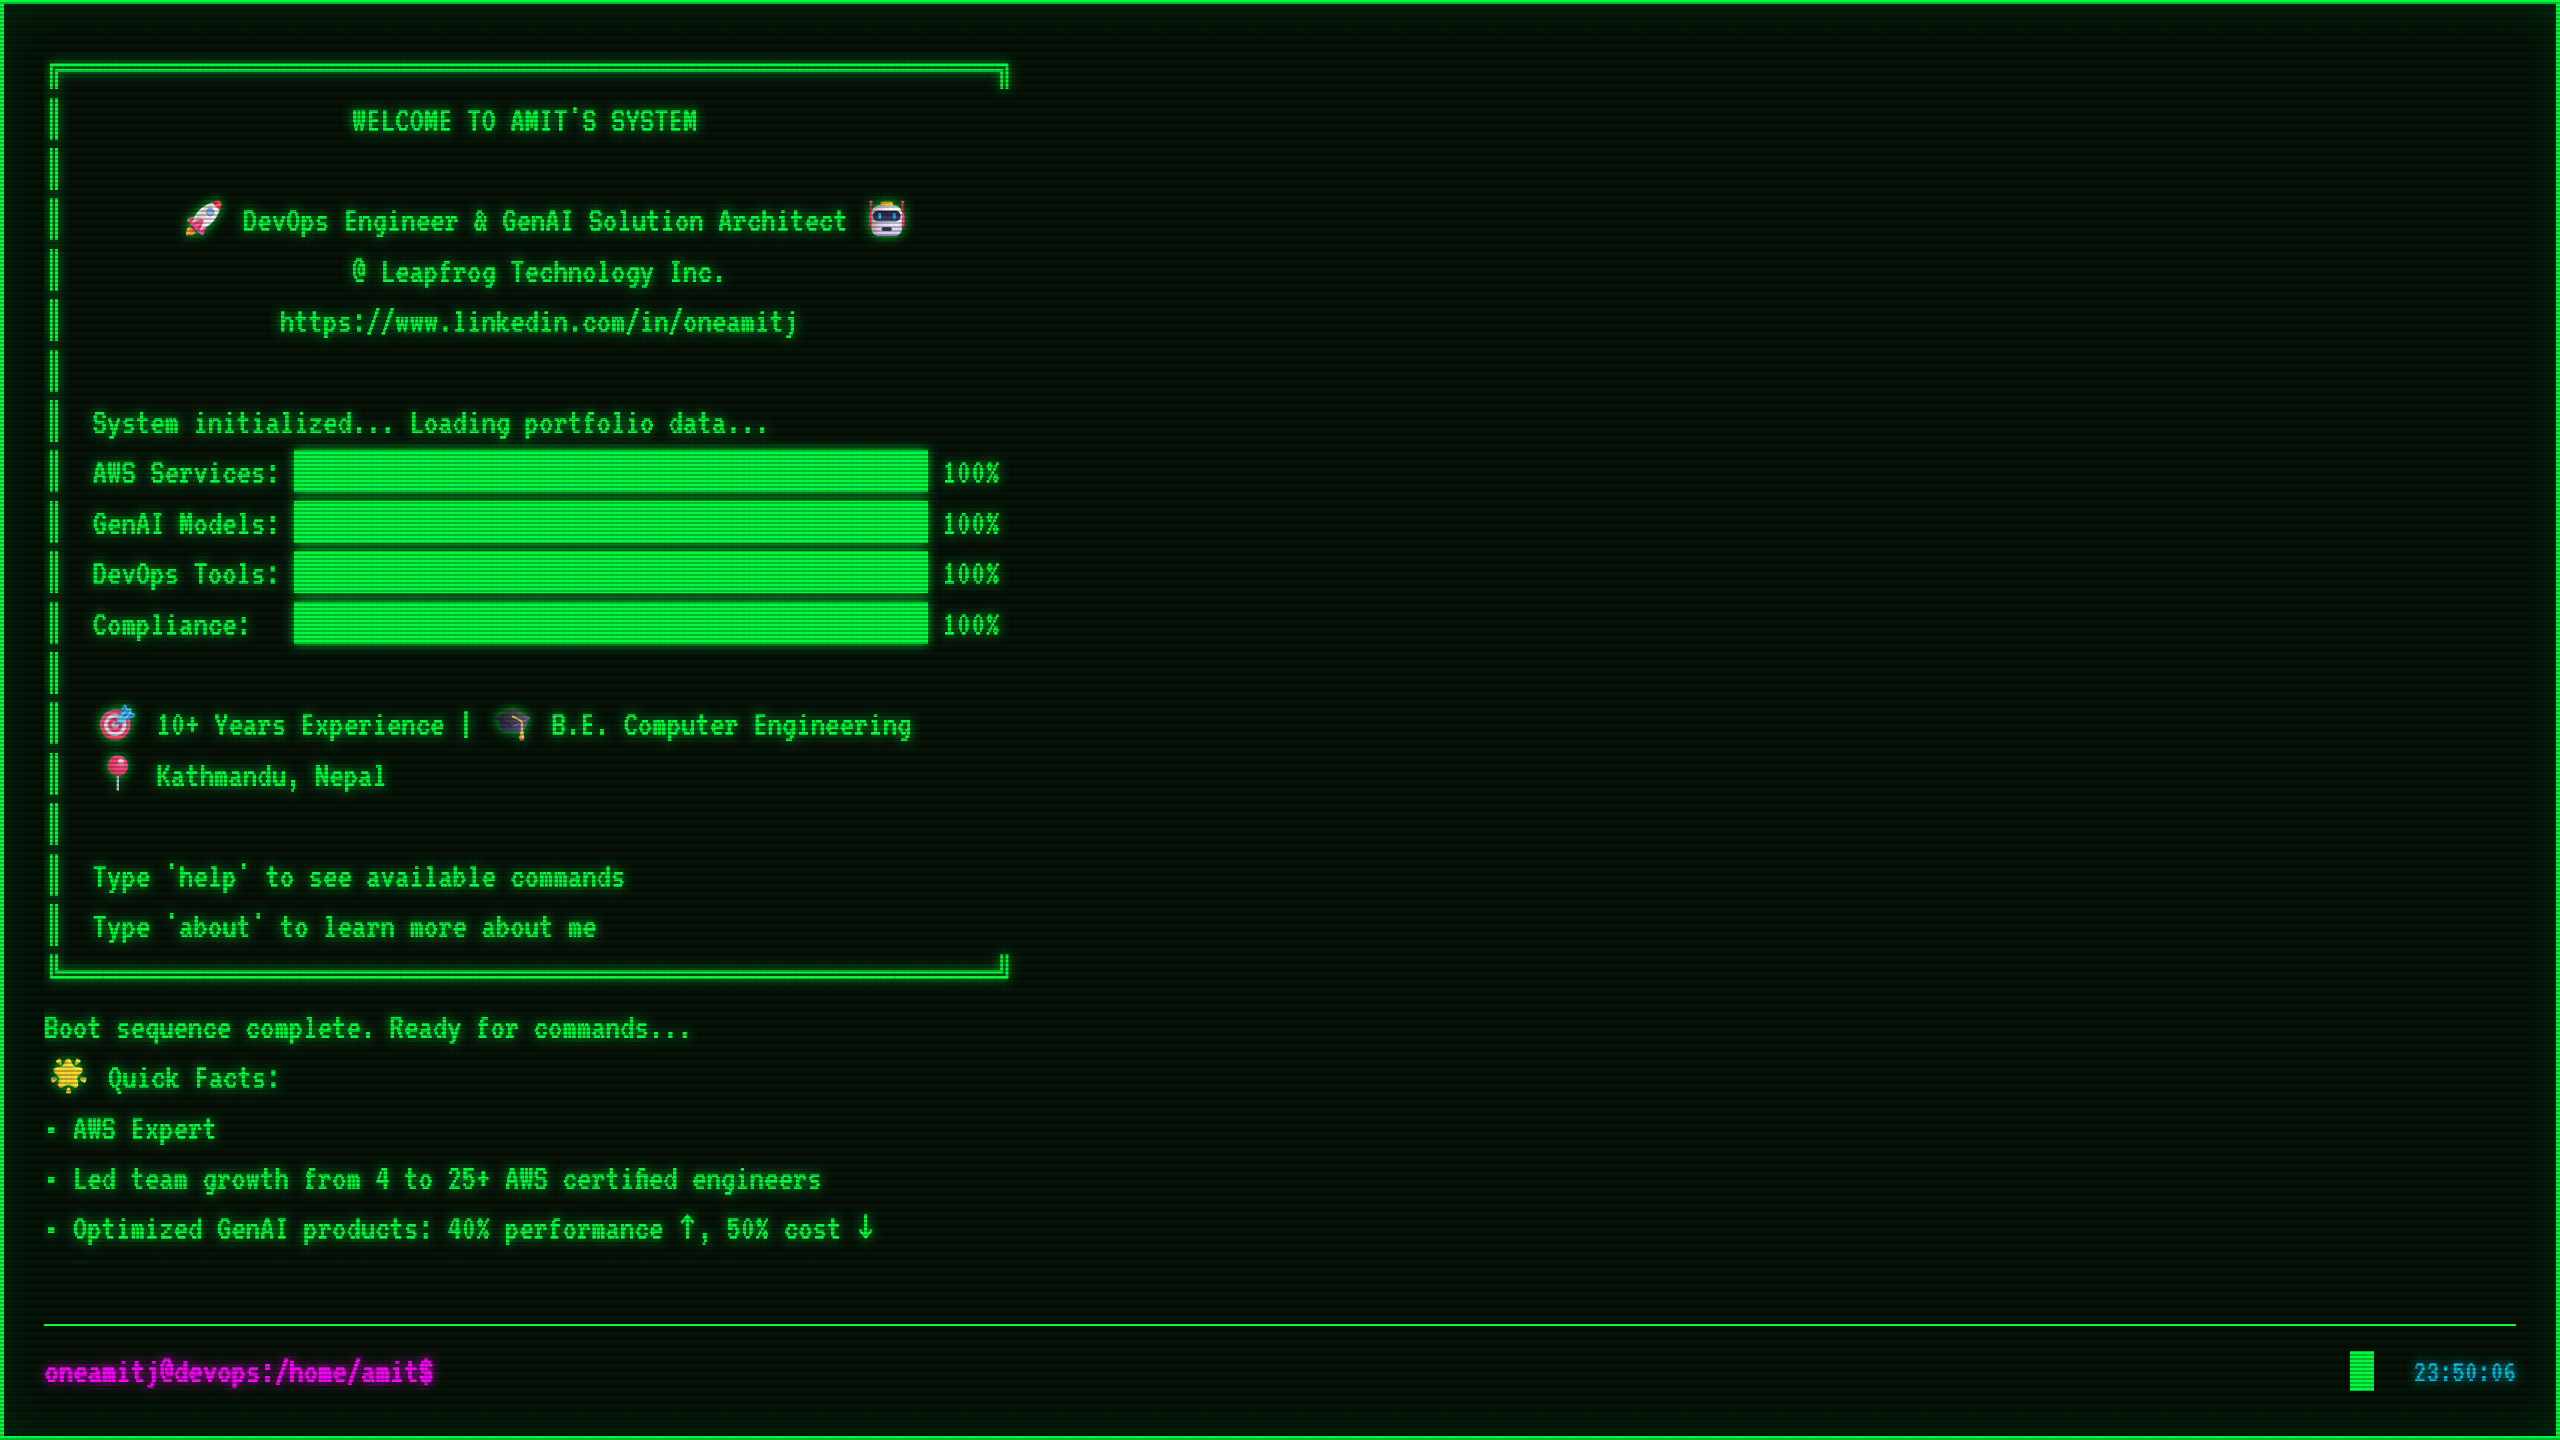 WELCOME TO AMIT'S SYSTEM
🚀 DevOps Engineer & GenAI Solution Architect 🤖
@ Leapfrog Technology Inc.
https://www.linkedin.com/in/oneamitj
System initialized... Loading portfolio data...
AWS Services: 100%
GenAI Models: 100%
DevOps Tools: 100%
Compliance: 100%
🎯 10+ Years Experience | 🎓 B.E. Computer Engineering
📍 Kathmandu, Nepal
Type 'help' to see available commands
Type 'about' to learn more about me
Boot sequence complete. Ready for commands...
🌟 Quick Facts:
- AWS Expert
- Led team growth from 4 to 25+ AWS certified engineers
- Optimized GenAI products: 40% performance ↑, 50% cost ↓
oneamitj@devops:/home/amit$ 23:50:06